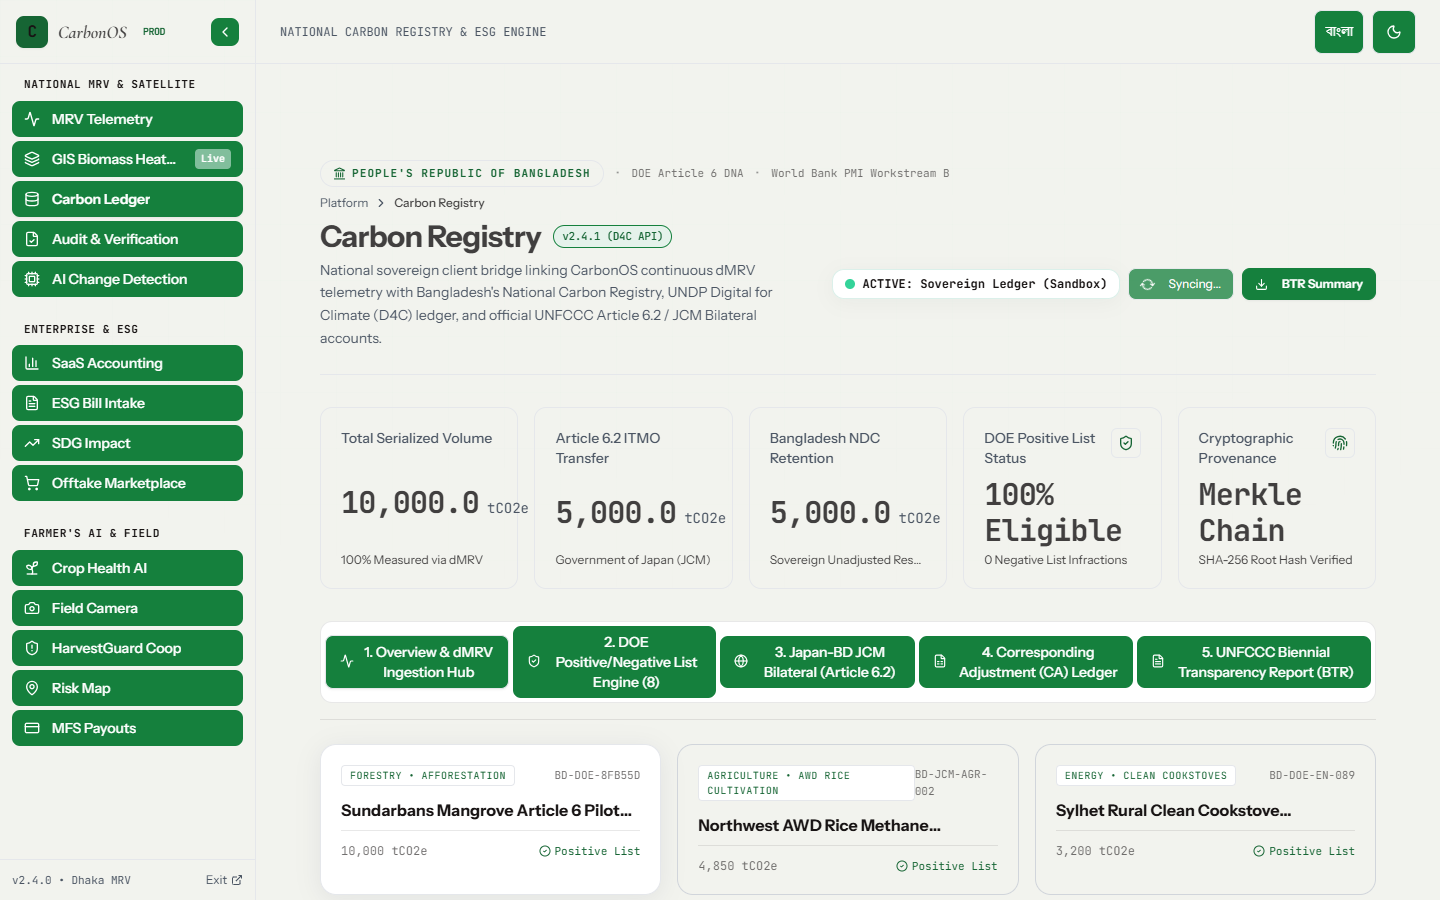 C CarbonOS PROD
NATIONAL CARBON REGISTRY & ESG ENGINE
বাংলা
NATIONAL MRV & SATELLITE
MRV Telemetry
GIS Biomass Heat... Live
Carbon Ledger
Audit & Verification
AI Change Detection
ENTERPRISE & ESG
SaaS Accounting
ESG Bill Intake
SDG Impact
Offtake Marketplace
FARMER'S AI & FIELD
Crop Health AI
Field Camera
HarvestGuard Coop
Risk Map
MFS Payouts
v2.4.0 • Dhaka MRV
Exit
PEOPLE'S REPUBLIC OF BANGLADESH · DOE Article 6 DNA · World Bank PMI Workstream B
Platform > Carbon Registry
Carbon Registry v2.4.1 (D4C API)
National sovereign client bridge linking CarbonOS continuous dMRV
telemetry with Bangladesh's National Carbon Registry, UNDP Digital for
Climate (D4C) ledger, and official UNFCCC Article 6.2 / JCM Bilateral
accounts.
ACTIVE: Sovereign Ledger (Sandbox)
Syncing...
BTR Summary
Total Serialized Volume
10,000.0 tCO2e
100% Measured via dMRV
Article 6.2 ITMO
Transfer
5,000.0 tCO2e
Government of Japan (JCM)
Bangladesh NDC
Retention
5,000.0 tCO2e
Sovereign Unadjusted Res...
DOE Positive List
Status
100%
Eligible
0 Negative List Infractions
Cryptographic
Provenance
Merkle
Chain
SHA-256 Root Hash Verified
1. Overview & dMRV
Ingestion Hub
2. DOE
Positive/Negative List
Engine (8)
3. Japan-BD JCM
Bilateral (Article 6.2)
4. Corresponding
Adjustment (CA) Ledger
5. UNFCCC Biennial
Transparency Report (BTR)
FORESTRY • AFFORESTATION
BD-DOE-8FB55D
Sundarbans Mangrove Article 6 Pilot...
10,000 tCO2e
Positive List
AGRICULTURE • AWD RICE
CULTIVATION
BD-JCM-AGR-
002
Northwest AWD Rice Methane...
4,850 tCO2e
Positive List
ENERGY • CLEAN COOKSTOVES
BD-DOE-EN-089
Sylhet Rural Clean Cookstove...
3,200 tCO2e
Positive List